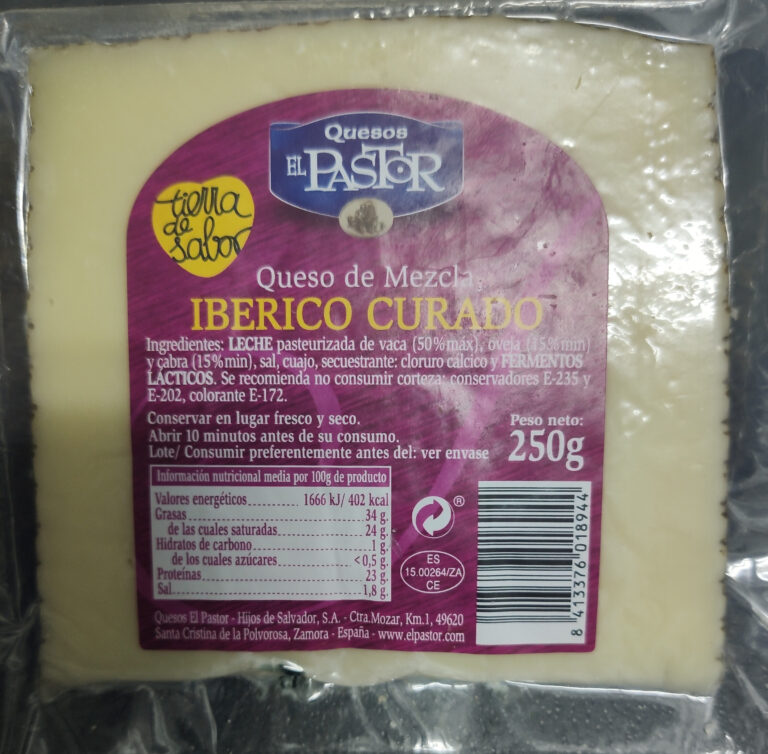 Quesos
EL PASTOR
tierra
de
sabor
Queso de Mezcla
IBERICO CURADO
Ingredientes: LECHE pasteurizada de vaca (50%máx), oveja (15%min)
y cabra (15%min), sal, cuajo, secuestrante: cloruro cálcico y FERMENTOS
LÁCTICOS. Se recomienda no consumir corteza: conservadores E-235 y
E-202, colorante E-172.
Conservar en lugar fresco y seco.
Abrir 10 minutos antes de su consumo.
Lote/ Consumir preferentemente antes del: ver envase
Peso neto:
250g
Información nutricional media por 100g de producto
Valores energéticos............ 1666 kJ/ 402 kcal
Grasas.......................................... 34 g.
de las cuales saturadas.................... 24 g.
Hidratos de carbono............................ 1 g.
de los cuales azúcares.................... <0,5 g.
Proteínas....................................... 23 g.
Sal............................................. 1,8 g.
®
ES
15.00264/ZA
CE
8 413376 018944
Quesos El Pastor - Hijos de Salvador, S.A. - Ctra.Mozar, Km.1, 49620
Santa Cristina de la Polvorosa, Zamora - España - www.elpastor.com